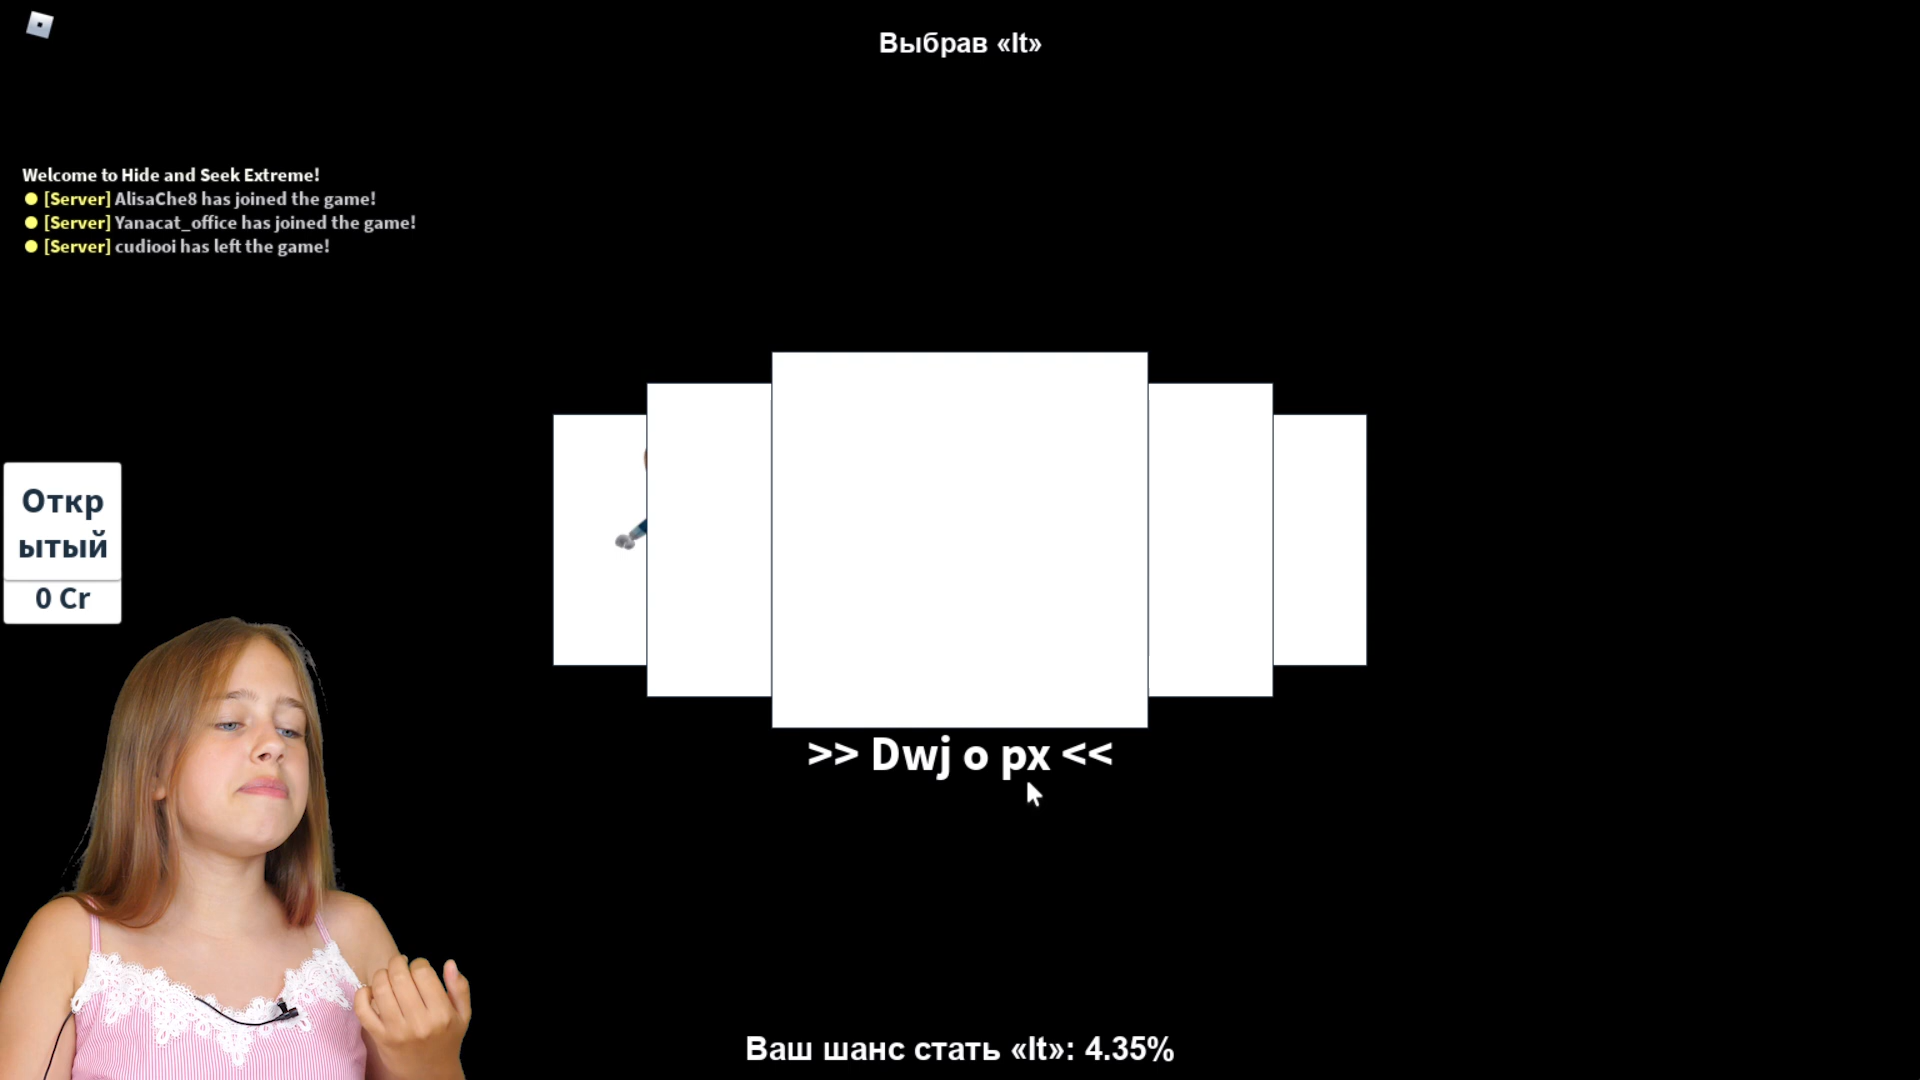 Выбрав «It»
Welcome to Hide and Seek Extreme!
[Server] AlisaChe8 has joined the game!
[Server] Yanacat_office has joined the game!
[Server] cudiooi has left the game!
Откр
ытый
0 Cr
>> Dwj o px <<
Ваш шанс стать «It»: 4.35%